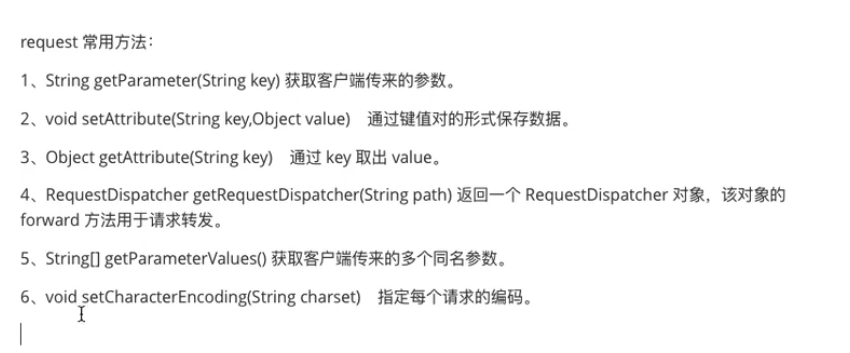 request 常用方法：
1、String getParameter(String key) 获取客户端传来的参数。
2、void setAttribute(String key,Object value)　通过键值对的形式保存数据。
3、Object getAttribute(String key)　通过 key 取出 value。
4、RequestDispatcher getRequestDispatcher(String path) 返回一个 RequestDispatcher 对象，该对象的
forward 方法用于请求转发。
5、String[] getParameterValues() 获取客户端传来的多个同名参数。
6、void setCharacterEncoding(String charset)　指定每个请求的编码。